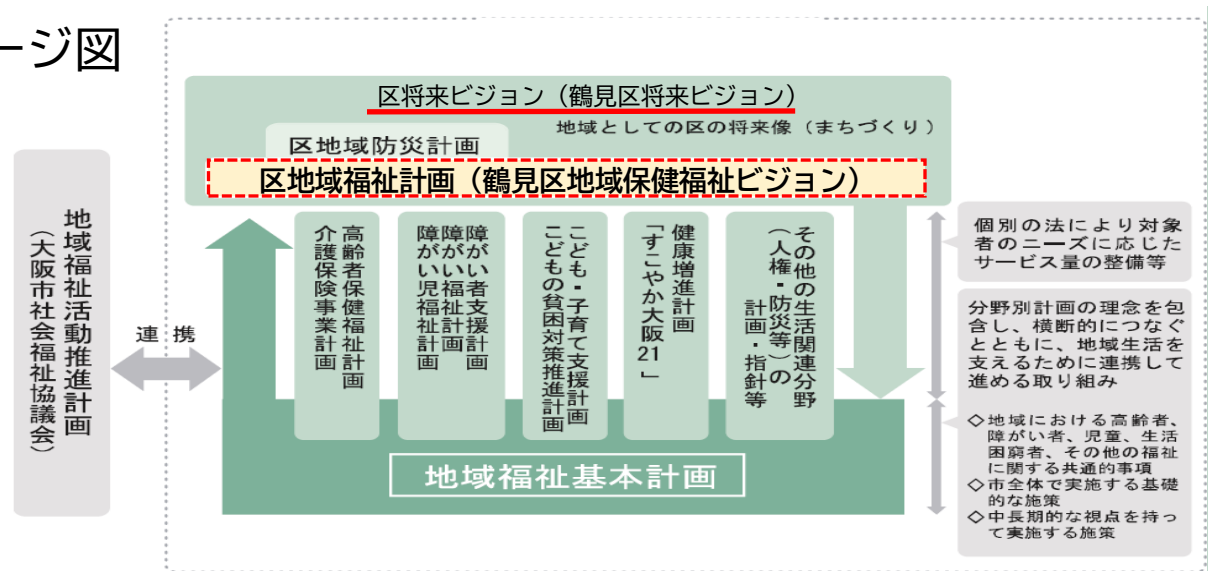 ージ図
区将来ビジョン（鶴見区将来ビジョン）
地域としての区の将来像（まちづくり）
区地域防災計画
区地域福祉計画（鶴見区地域保健福祉ビジョン）
地域福祉活動推進計画
（大阪市社会福祉協議会）
連携
高齢者保健福祉計画
介護保険事業計画
障がい者支援計画
障がい福祉計画
障がい児福祉計画
こども・子育て支援計画
こどもの貧困対策推進計画
健康増進計画
「すこやか大阪21」
その他の生活関連分野
（人権・防災等）の
計画・指針等
地域福祉基本計画
個別の法により対象
者のニーズに応じた
サービス量の整備等
分野別計画の理念を包
含し、横断的につなぐ
とともに、地域生活を
支えるために連携して
進める取り組み
◇地域における高齢者、
障がい者、児童、生活
困窮者、その他の福祉
に関する共通的事項
◇市全体で実施する基礎
的な施策
◇中長期的な視点を持っ
て実施する施策